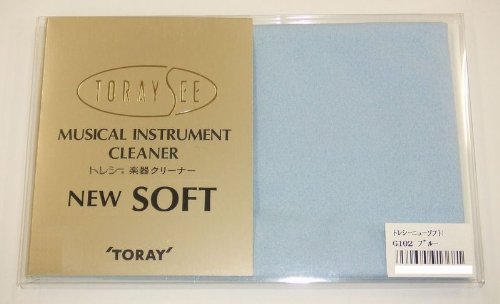 TORAYSEE
MUSICAL INSTRUMENT
CLEANER
トレシー® 楽器クリーナー
NEW SOFT
'TORAY'
トレシーニューソフトH
G102 ブルー